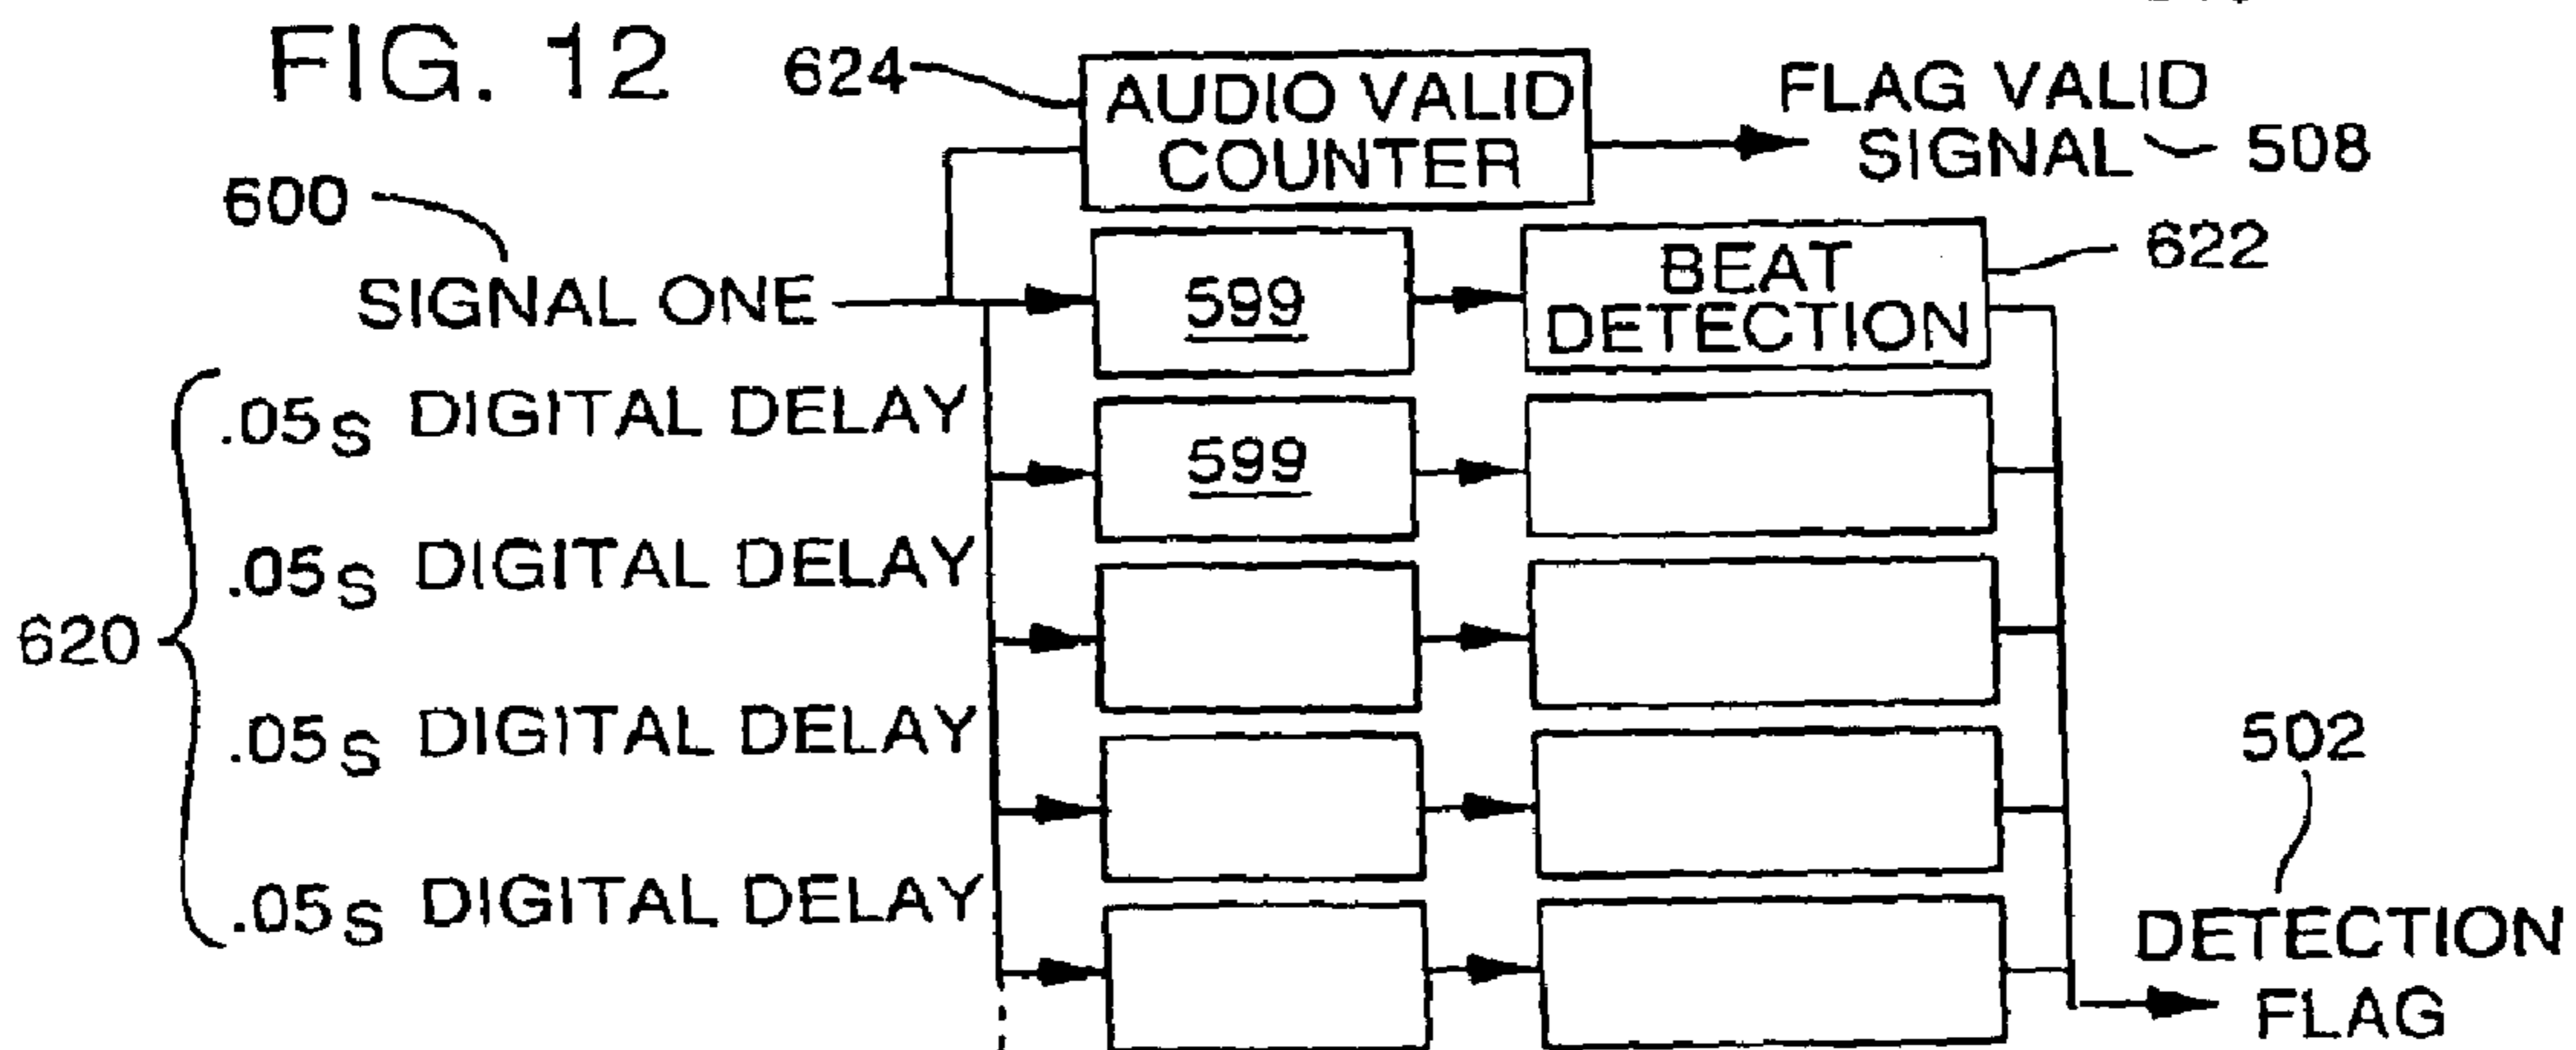 FIG. 12
624
AUDIO VALID
COUNTER
FLAG VALID
SIGNAL
508
600
SIGNAL ONE
599
BEAT
DETECTION
622
.05s DIGITAL DELAY
599
.05s DIGITAL DELAY
620
.05s DIGITAL DELAY
502
.05s DIGITAL DELAY
DETECTION
FLAG